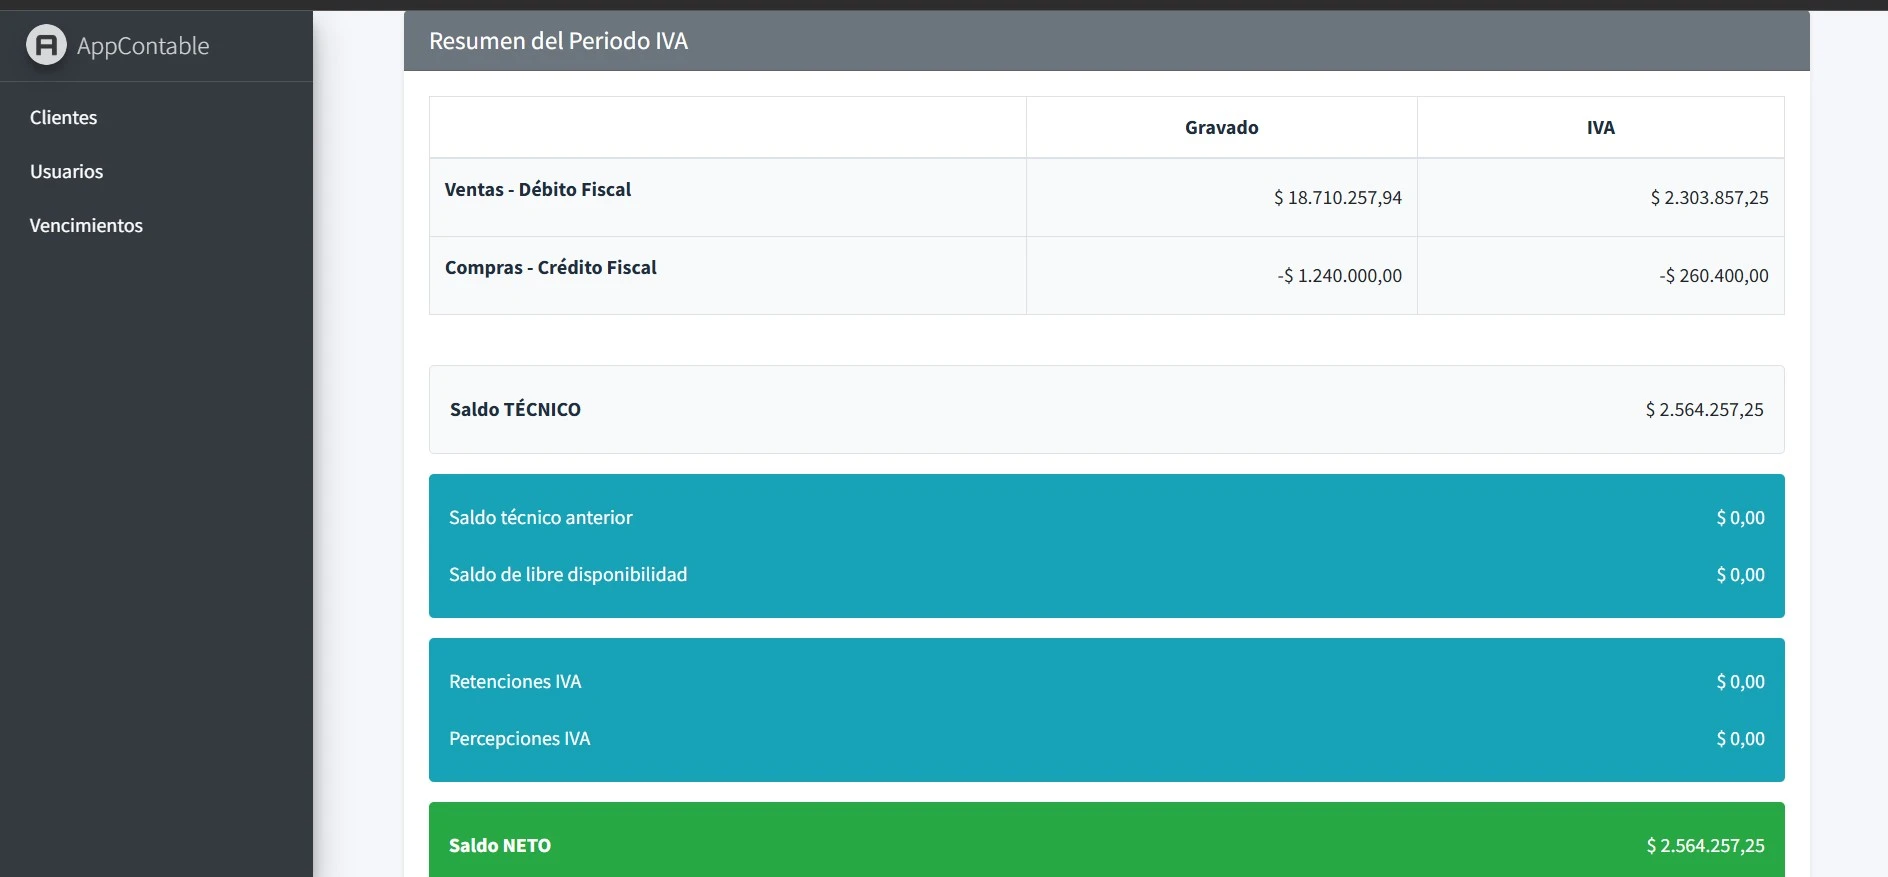 AppContable
Clientes
Usuarios
Vencimientos
Resumen del Periodo IVA
Gravado IVA
Ventas - Débito Fiscal $ 18.710.257,94 $ 2.303.857,25
Compras - Crédito Fiscal -$ 1.240.000,00 -$ 260.400,00
Saldo TÉCNICO $ 2.564.257,25
Saldo técnico anterior $ 0,00
Saldo de libre disponibilidad $ 0,00
Retenciones IVA $ 0,00
Percepciones IVA $ 0,00
Saldo NETO $ 2.564.257,25